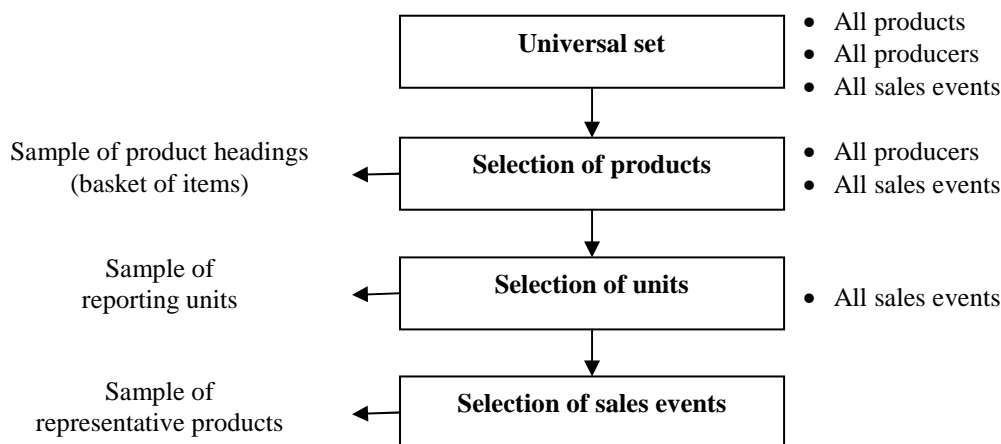 Universal set
• All products
• All producers
• All sales events
Sample of product headings
(basket of items)
Selection of products
• All producers
• All sales events
Sample of
reporting units
Selection of units
• All sales events
Sample of
representative products
Selection of sales events